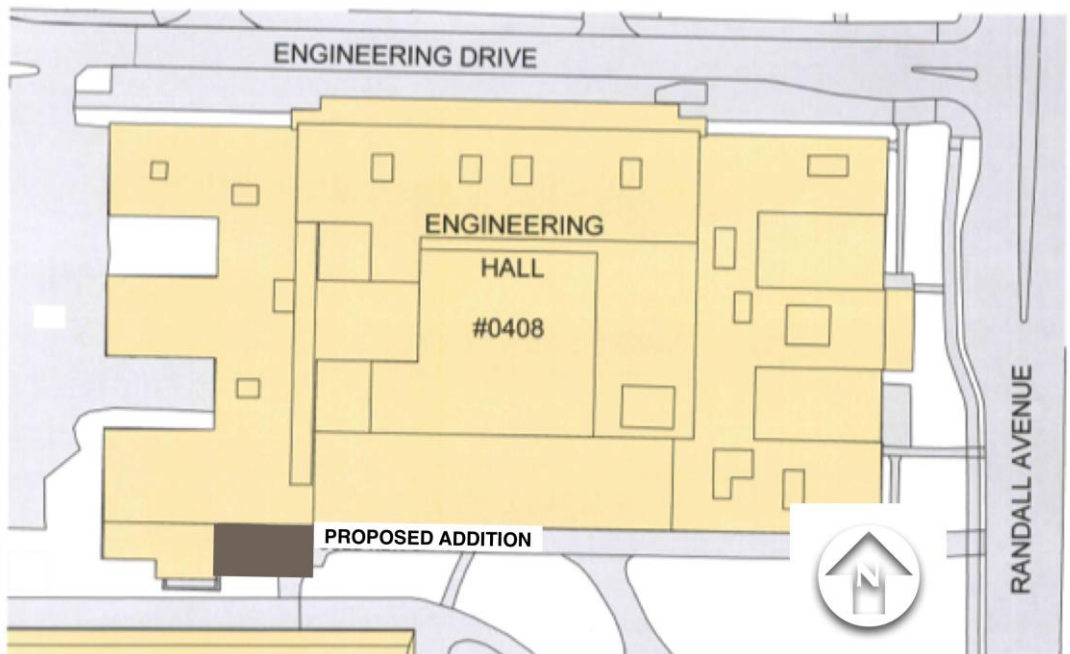 ENGINEERING DRIVE
ENGINEERING
HALL
#0408
PROPOSED ADDITION
N
RANDALL AVENUE